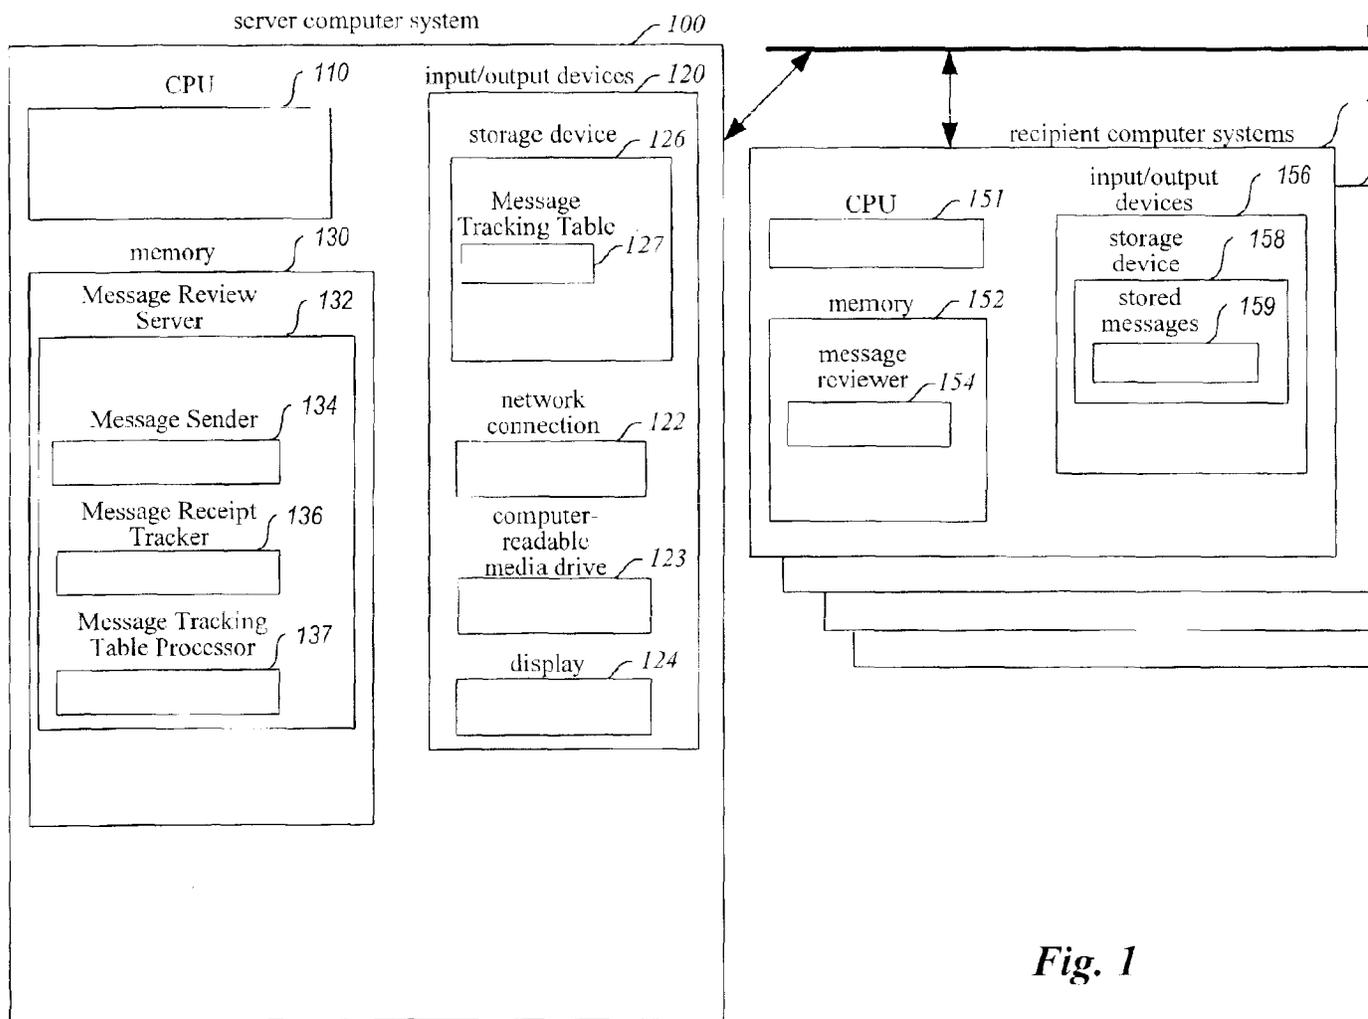 server computer system
100
CPU
110
input/output devices
120
storage device
126
Message
Tracking Table
127
memory
130
Message Review
Server
132
Message Sender
134
Message Receipt
Tracker
136
Message Tracking
Table Processor
137
network
connection
122
computer-
readable
media drive
123
display
124
recipient computer systems
CPU
151
memory
152
message
reviewer
154
input/output
devices
156
storage
device
158
stored
messages
159
Fig. 1